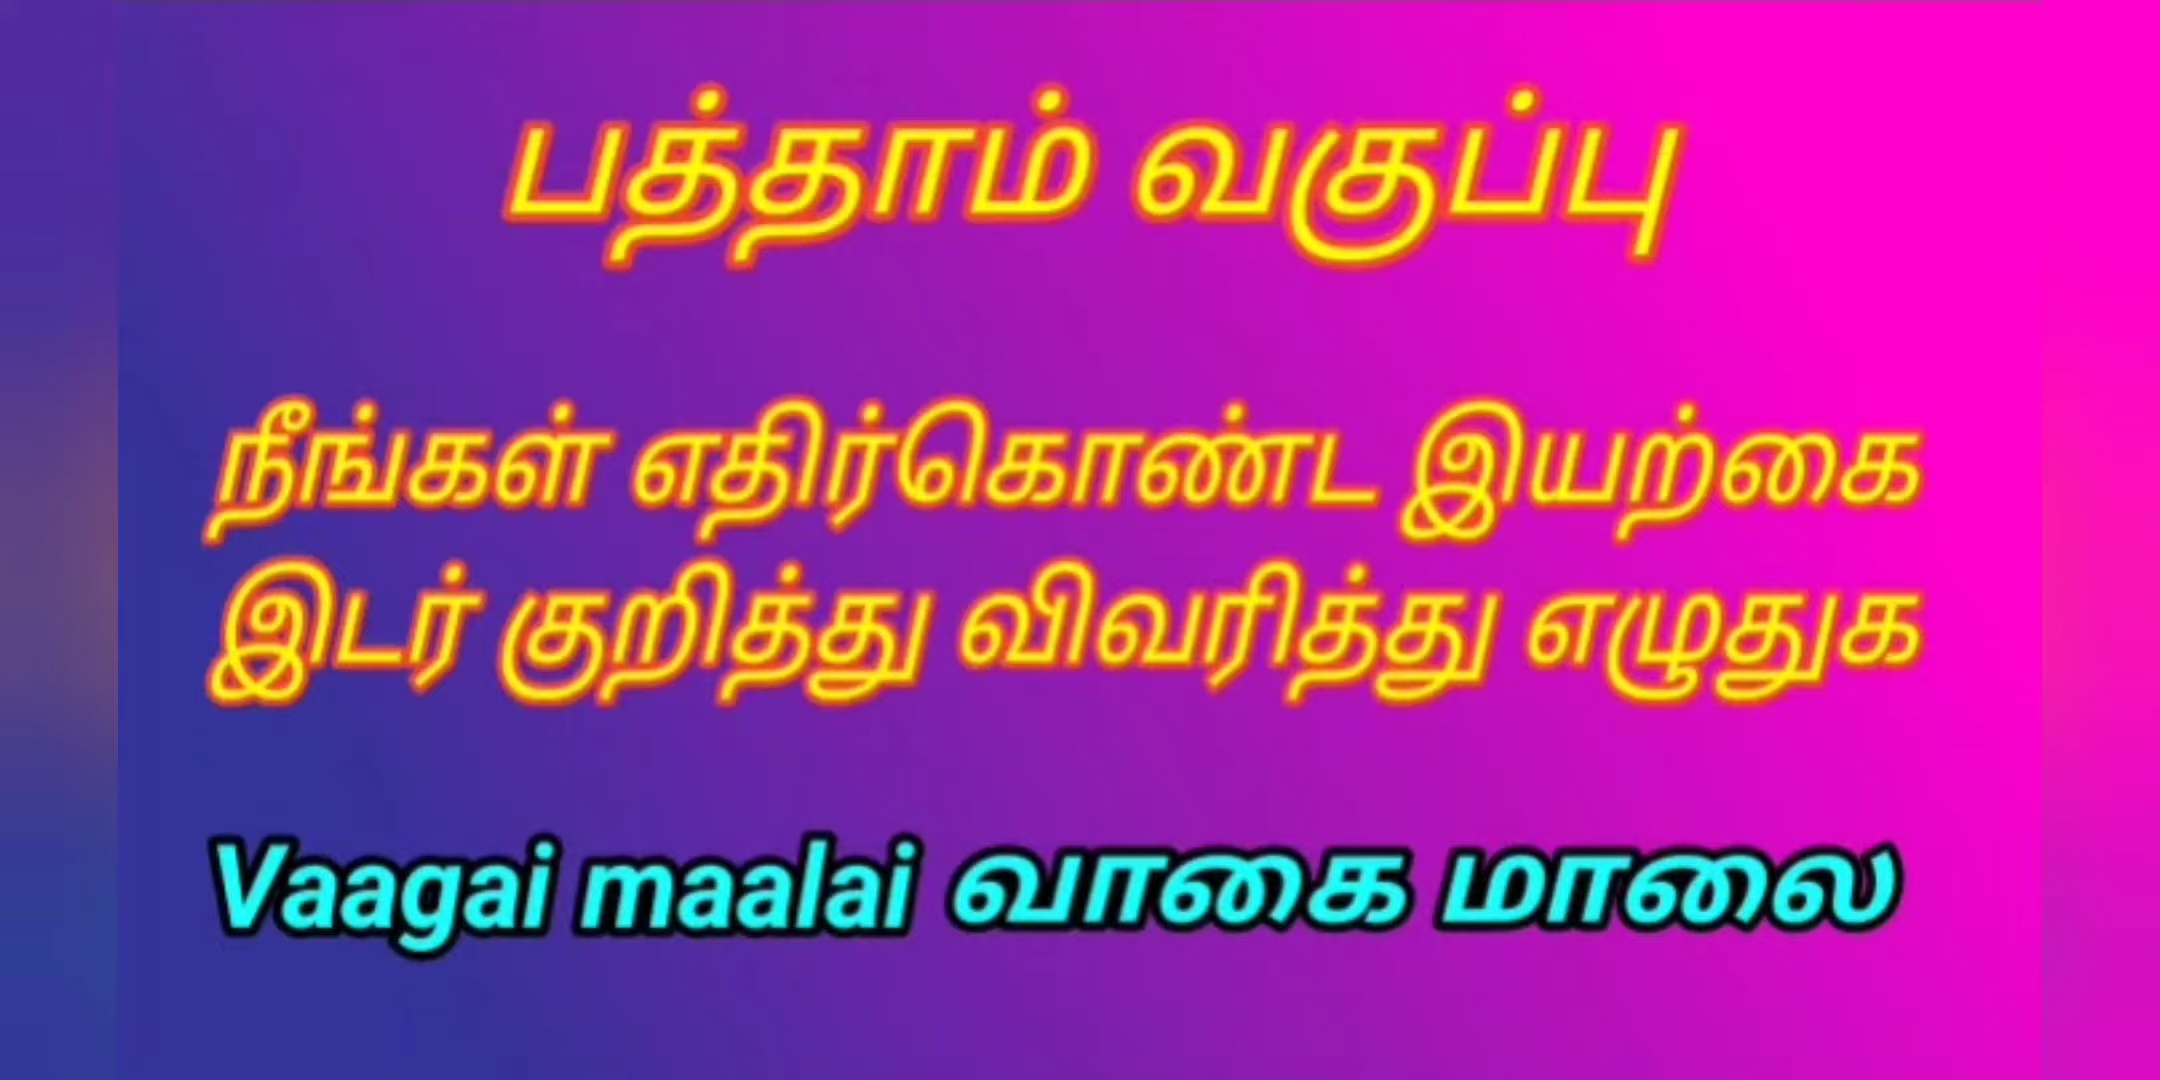 பத்தாம் வகுப்பு
நீங்கள் எதிர்கொண்ட இயற்கை
இடர் குறித்து விவரித்து எழுதுக
Vaagai maalai வாகை மாலை